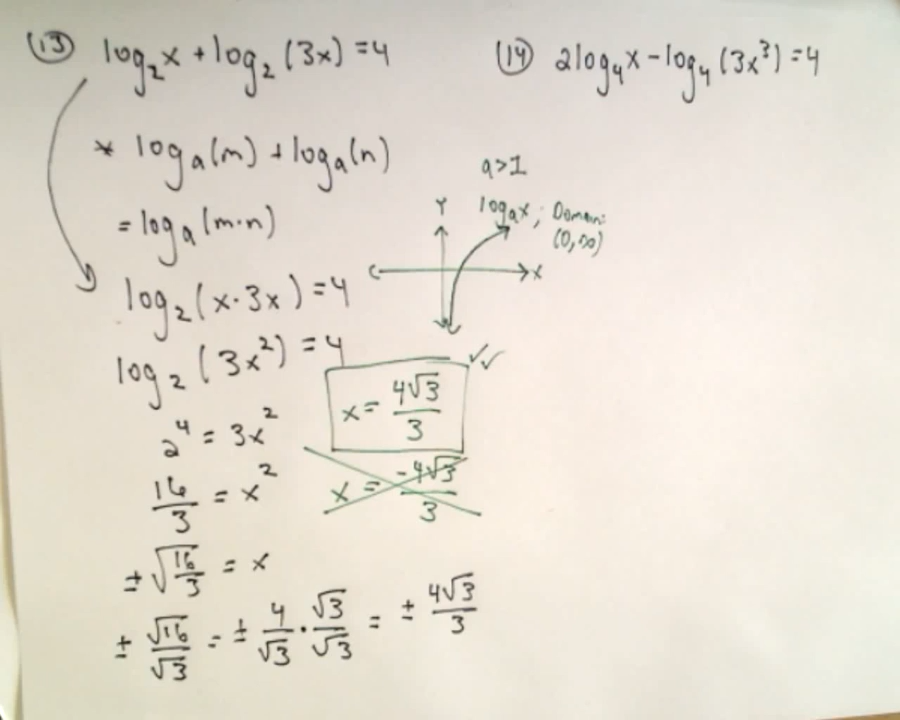 (13) log₂x + log₂(3x) = 4
* logₐ(m) + logₐ(n)
= logₐ(m·n)
log₂(x·3x) = 4
log₂(3x²) = 4
2⁴ = 3x²
16/3 = x²
±√(16/3) = x
± √16/√3 = ± 4/√3 · √3/√3 = ± 4√3/3
a>1
Y logₐx; Domain:
(0,∞)
X
✓✓
x = 4√3/3
x = -4√3/3
(14) 2log₄x - log₄(3x³) = 4